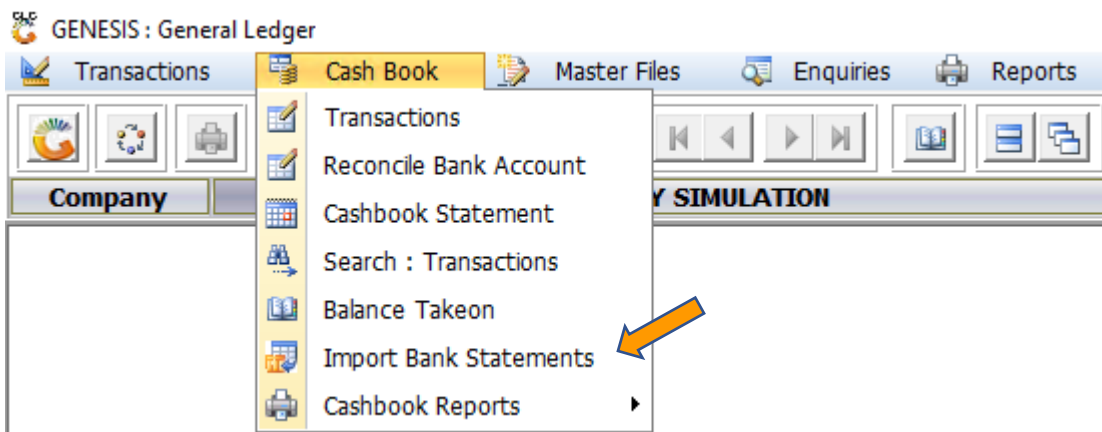 GENESIS : General Ledger
Transactions Cash Book Master Files Enquiries Reports
Transactions
Company Y SIMULATION
Reconcile Bank Account
Cashbook Statement
Search : Transactions
Balance Takeon
Import Bank Statements
Cashbook Reports